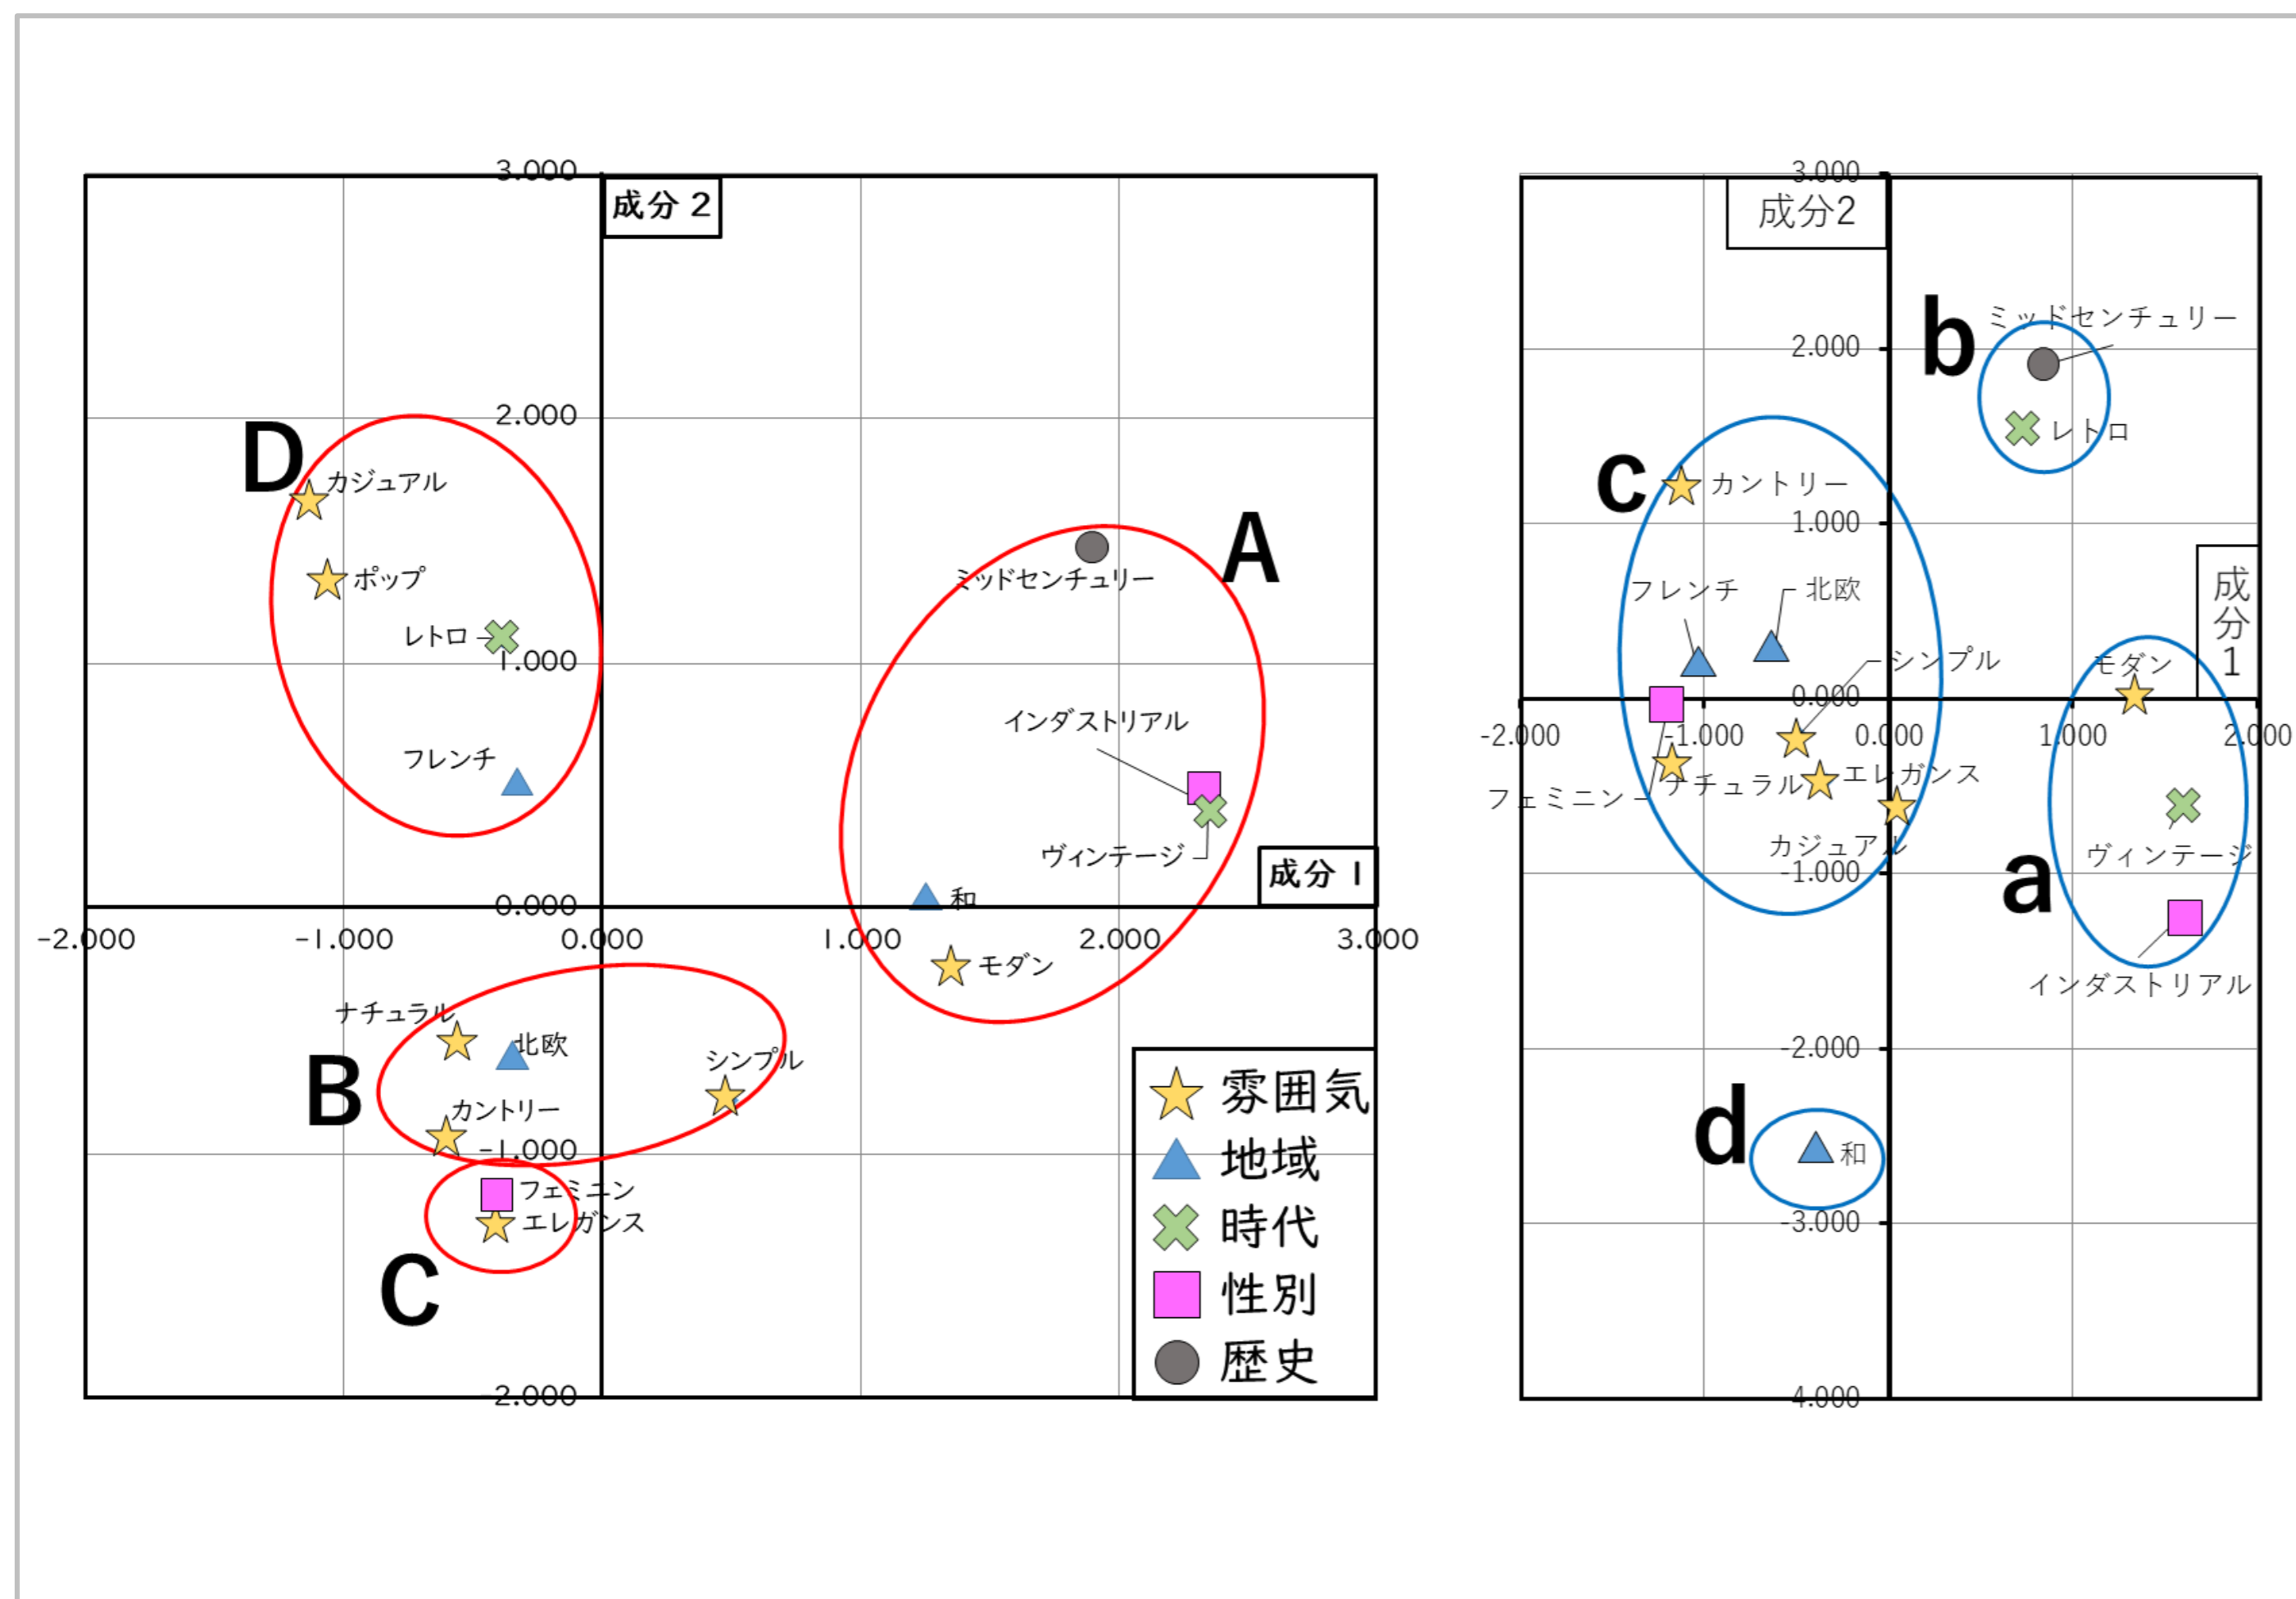 3.000
成分２
2.000
D
カジュアル
A
ポップ
ミッドセンチュリー
レトロ
1.000
インダストリアル
フレンチ
ヴィンテージ
成分１
和
0.000
-2.000
-1.000
0.000
1.000
2.000
3.000
モダン
ナチュラル
北欧
シンプル
B
カントリー
-1.000
フェミニン
エレガンス
C
-2.000
雰囲気
地域
時代
性別
歴史
3.000
成分2
b
ミッドセンチュリー
2.000
レトロ
c
カントリー
1.000
フレンチ
北欧
成分1
シンプル
モダン
0.000
-2.000
-1.000
0.000
1.000
2.000
フェミニン
ナチュラル
エレガンス
カジュアル
ヴィンテージ
a
-1.000
インダストリアル
-2.000
d
和
-3.000
4.000